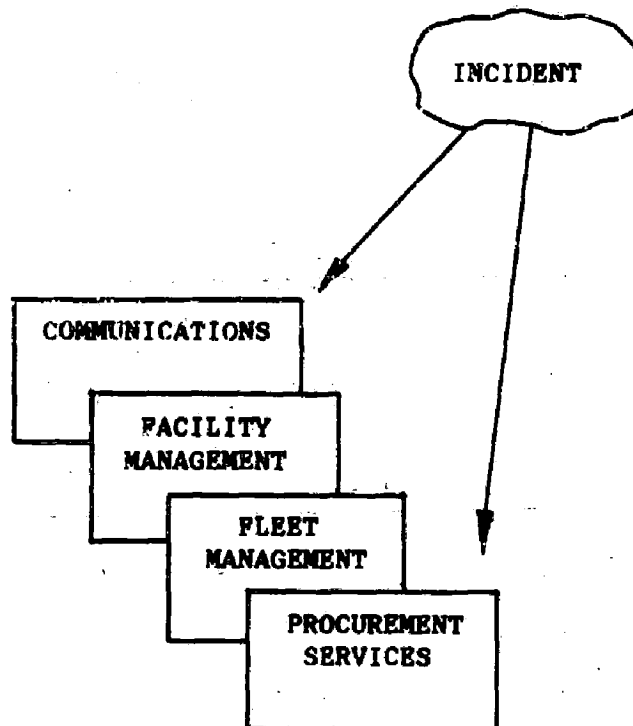 INCIDENT
COMMUNICATIONS
FACILITY
MANAGEMENT
FLEET
MANAGEMENT
PROCUREMENT
SERVICES